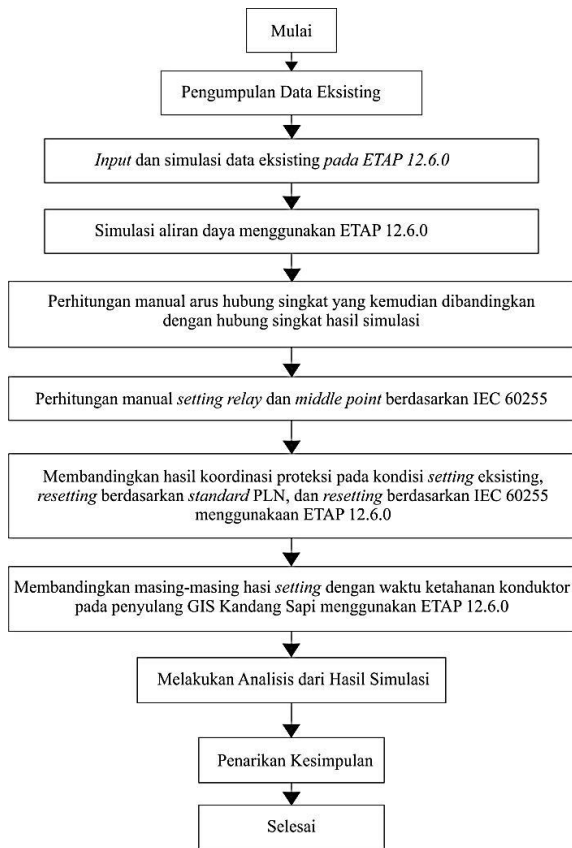 Mulai
Pengumpulan Data Eksisting
Input dan simulasi data eksisting pada ETAP 12.6.0
Simulasi aliran daya menggunakan ETAP 12.6.0
Perhitungan manual arus hubung singkat yang kemudian dibandingkan
dengan hubung singkat hasil simulasi
Perhitungan manual setting relay dan middle point berdasarkan IEC 60255
Membandingkan hasil koordinasi proteksi pada kondisi setting eksisting,
resetting berdasarkan standard PLN, dan resetting berdasarkan IEC 60255
menggunakaan ETAP 12.6.0
Membandingkan masing-masing hasi setting dengan waktu ketahanan konduktor
pada penyulang GIS Kandang Sapi menggunakan ETAP 12.6.0
Melakukan Analisis dari Hasil Simulasi
Penarikan Kesimpulan
Selesai